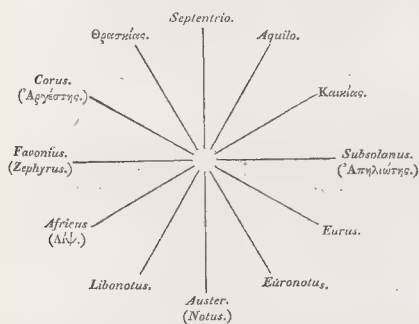 Septentrio.
Θρασκίας.
Aquilo.
Corus.
(Ἀργέστης.)
Καικίας.
Favonius.
(Zephyrus.)
Subsolanus.
(Ἀπηλιώτης.)
Africus
(Λίψ.)
Eurus.
Libonotus.
Euronotus.
Auster.
(Notus.)